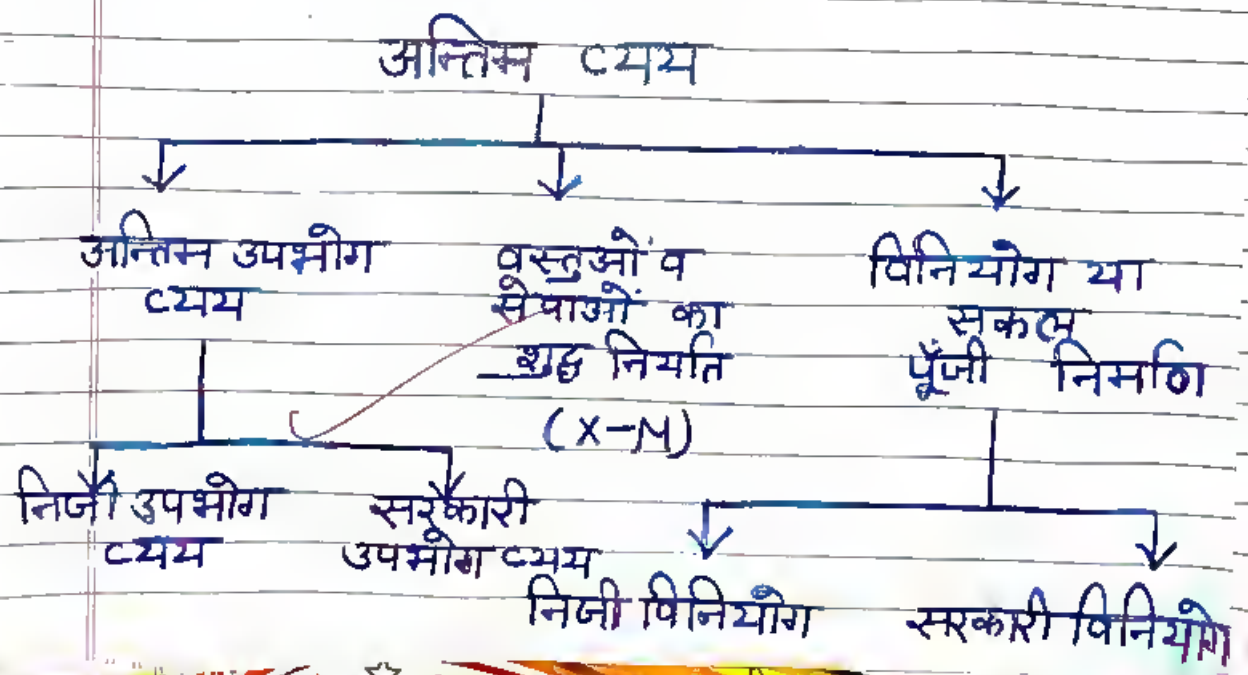 अन्तिम व्यय
अन्तिम उपभोग
व्यय
वस्तुओं व
सेवाओं का
शुद्ध निर्यात
(X-M)
विनियोग या
सकल
पूँजी निर्माण
निजी उपभोग
व्यय
सरकारी
उपभोग व्यय
निजी विनियोग
सरकारी विनियोग